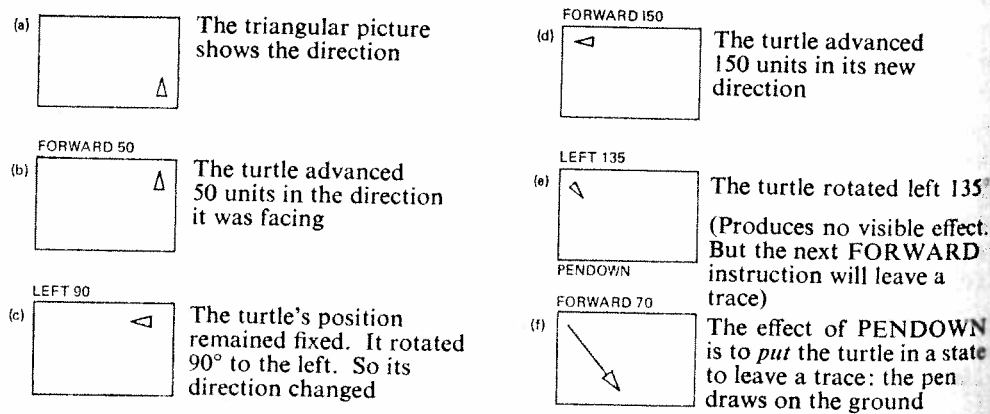 (a)
The triangular picture
shows the direction
FORWARD 50
(b)
The turtle advanced
50 units in the direction
it was facing
LEFT 90
(c)
The turtle's position
remained fixed. It rotated
90° to the left. So its
direction changed
FORWARD 150
(d)
The turtle advanced
150 units in its new
direction
LEFT 135
(e)
The turtle rotated left 135°
(Produces no visible effect.
But the next FORWARD
instruction will leave a
trace)
PENDOWN
FORWARD 70
(f)
The effect of PENDOWN
is to put the turtle in a state
to leave a trace: the pen
draws on the ground